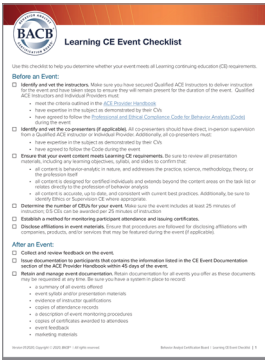 BEHAVIOR ANALYST
BACB
CERTIFICATION BOARD
Learning CE Event Checklist
Use this checklist to help you determine whether your event meets all Learning continuing education (CE) requirements.
Before an Event:
Identify and vet the instructors. Make sure you have assured Qualified ACE Instructors to deliver instruction
for the event and have taken steps to ensure they will remain present for the duration of the event. Qualified
ACE Instructors and Individual Providers must:
• meet the criteria outlined in the ACE Provider Handbook
• have expertise in the subject as demonstrated by their CVs
• have agreed to follow the Professional and Ethical Compliance Code for Behavior Analysts (Code)
during the event
Identify and vet the co-presenters (if applicable). All co-presenters should have direct, in-person supervision
from a Qualified ACE Instructor or Individual Provider. Additionally, all co-presenters must:
• have expertise in the subject as demonstrated by their CVs
• have agreed to follow the Code during the event
Ensure that your event content meets Learning CE requirements. Be sure to review all presentation
materials, including any learning objectives, syllabi, and slides to confirm that:
• all content is behavior-analytic in nature, and addresses the practice, science, methodology, theory, or
the profession itself
• all content is designed for certified individuals and extends beyond the content areas on the task list or
relates directly to the profession of behavior analysis
• all content is accurate, up to date, and consistent with current best practices. Additionally, be sure to
identify Ethics or Supervision CE where appropriate.
Determine the number of CEUs for your event. Make sure the event includes at least 25 minutes of
instruction; 0.5 CEs can be awarded per 25 minutes of instruction
Establish a method for monitoring participant attendance and issuing certificates.
Disclose affiliations in event materials. Ensure that procedures are followed for disclosing affiliations with
companies, products, and/or services that may be featured during the event (if applicable).
After an Event:
Collect and review feedback on the event.
Issue documentation to participants that contains the information listed in the CE Event Documentation
section of the ACE Provider Handbook within 45 days of the event.
Retain and manage event documentation. Retain documentation for all events you offer as these documents
may be requested at any time. Be sure you have a system in place to record:
• a summary of all events offered
• event syllabi and/or presentation materials
• evidence of instructor qualifications
• copies of attendance records
• a description of event monitoring procedures
• copies of certificates awarded to attendees
• event feedback
• marketing materials
Behavior Analyst Certification Board | Learning CE Event Checklist | 1